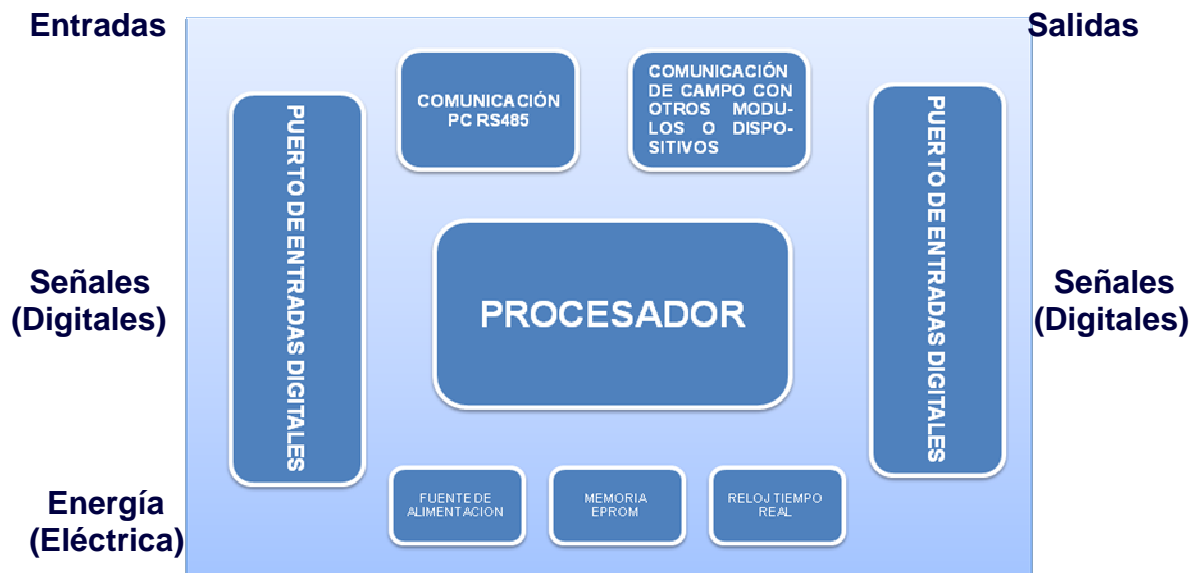 Entradas
Salidas
COMUNICACIÓN
PC RS485
COMUNICACIÓN
DE CAMPO CON
OTROS MODU-
LOS O DISPO-
SITIVOS
PUERTO DE ENTRADAS DIGITALES
PUERTO DE ENTRADAS DIGITALES
Señales
(Digitales)
PROCESADOR
Señales
(Digitales)
Energía
(Eléctrica)
FUENTE DE
ALIMENTACION
MEMORIA
EPROM
RELOJ TIEMPO
REAL